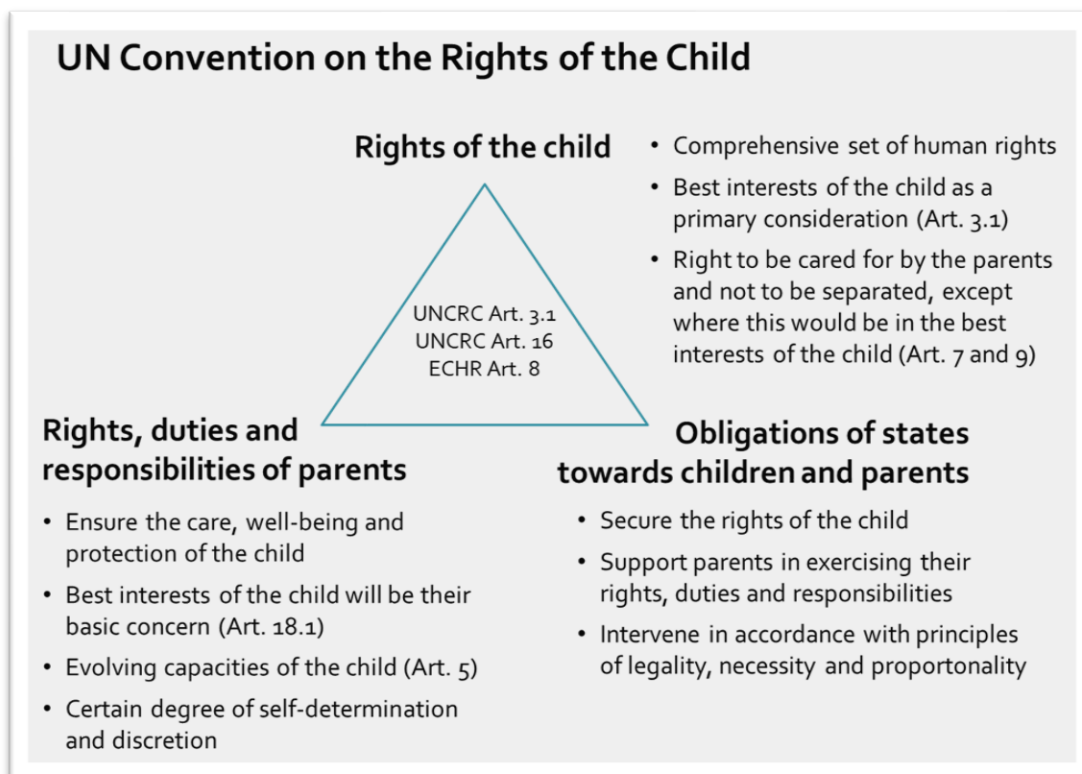 UN Convention on the Rights of the Child
Rights of the child
• Comprehensive set of human rights
• Best interests of the child as a
primary consideration (Art. 3.1)
• Right to be cared for by the parents
and not to be separated, except
where this would be in the best
interests of the child (Art. 7 and 9)
UNCRC Art. 3.1
UNCRC Art. 16
ECHR Art. 8
Rights, duties and
responsibilities of parents
• Ensure the care, well-being and
protection of the child
• Best interests of the child will be their
basic concern (Art. 18.1)
• Evolving capacities of the child (Art. 5)
• Certain degree of self-determination
and discretion
Obligations of states
towards children and parents
• Secure the rights of the child
• Support parents in exercising their
rights, duties and responsibilities
• Intervene in accordance with principles
of legality, necessity and proportonality